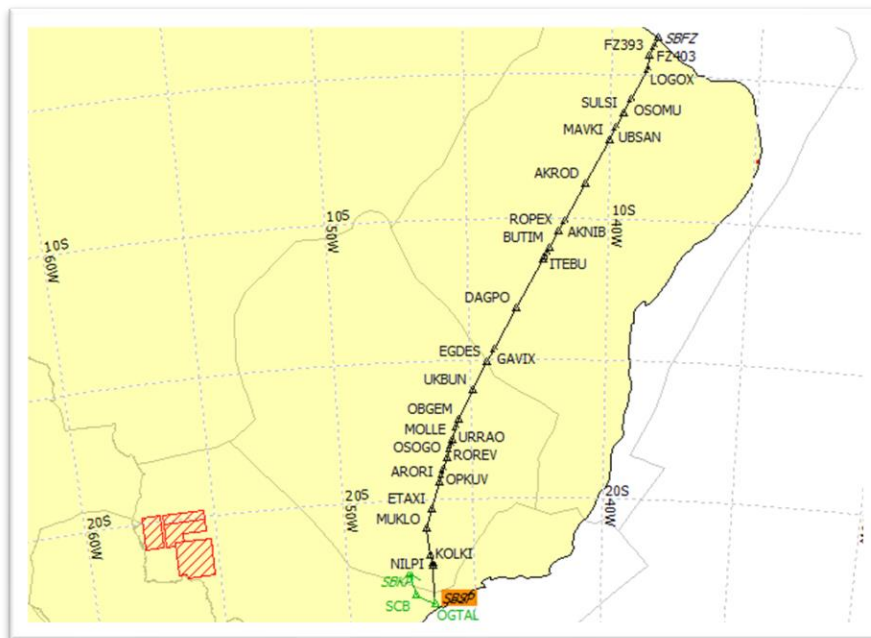 SBFZ
FZ393
FZ403
LOGOX
SULSI
OSOMU
MAVKI
UBSAN
AKROD
10S
50W
10S
40W
ROPEX
AKNIB
BUTIM
10S
60W
ITEBU
DAGPO
EGDES
GAVIX
UKBUN
OBGEM
MOLLE
URRAO
OSOGO
ROREV
ARORI
OPKUV
20S
50W
20S
40W
ETAXI
MUKLO
20S
60W
KOLKI
NILPI
SBKP
SBSP
SCB
OGTAL